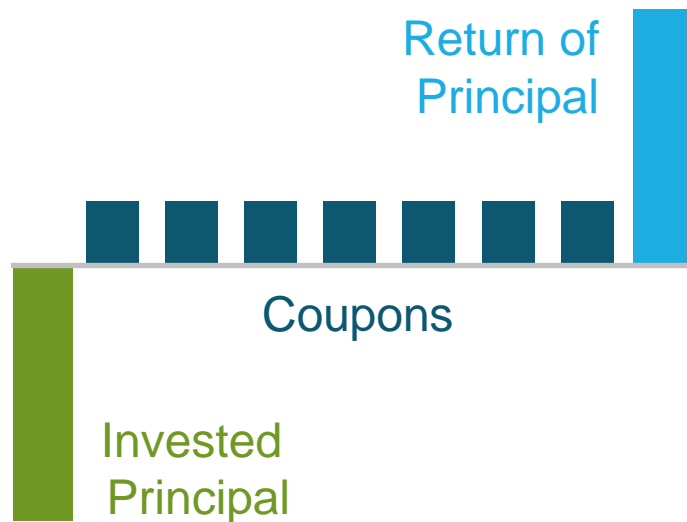 Return of
Principal
Coupons
Invested
Principal